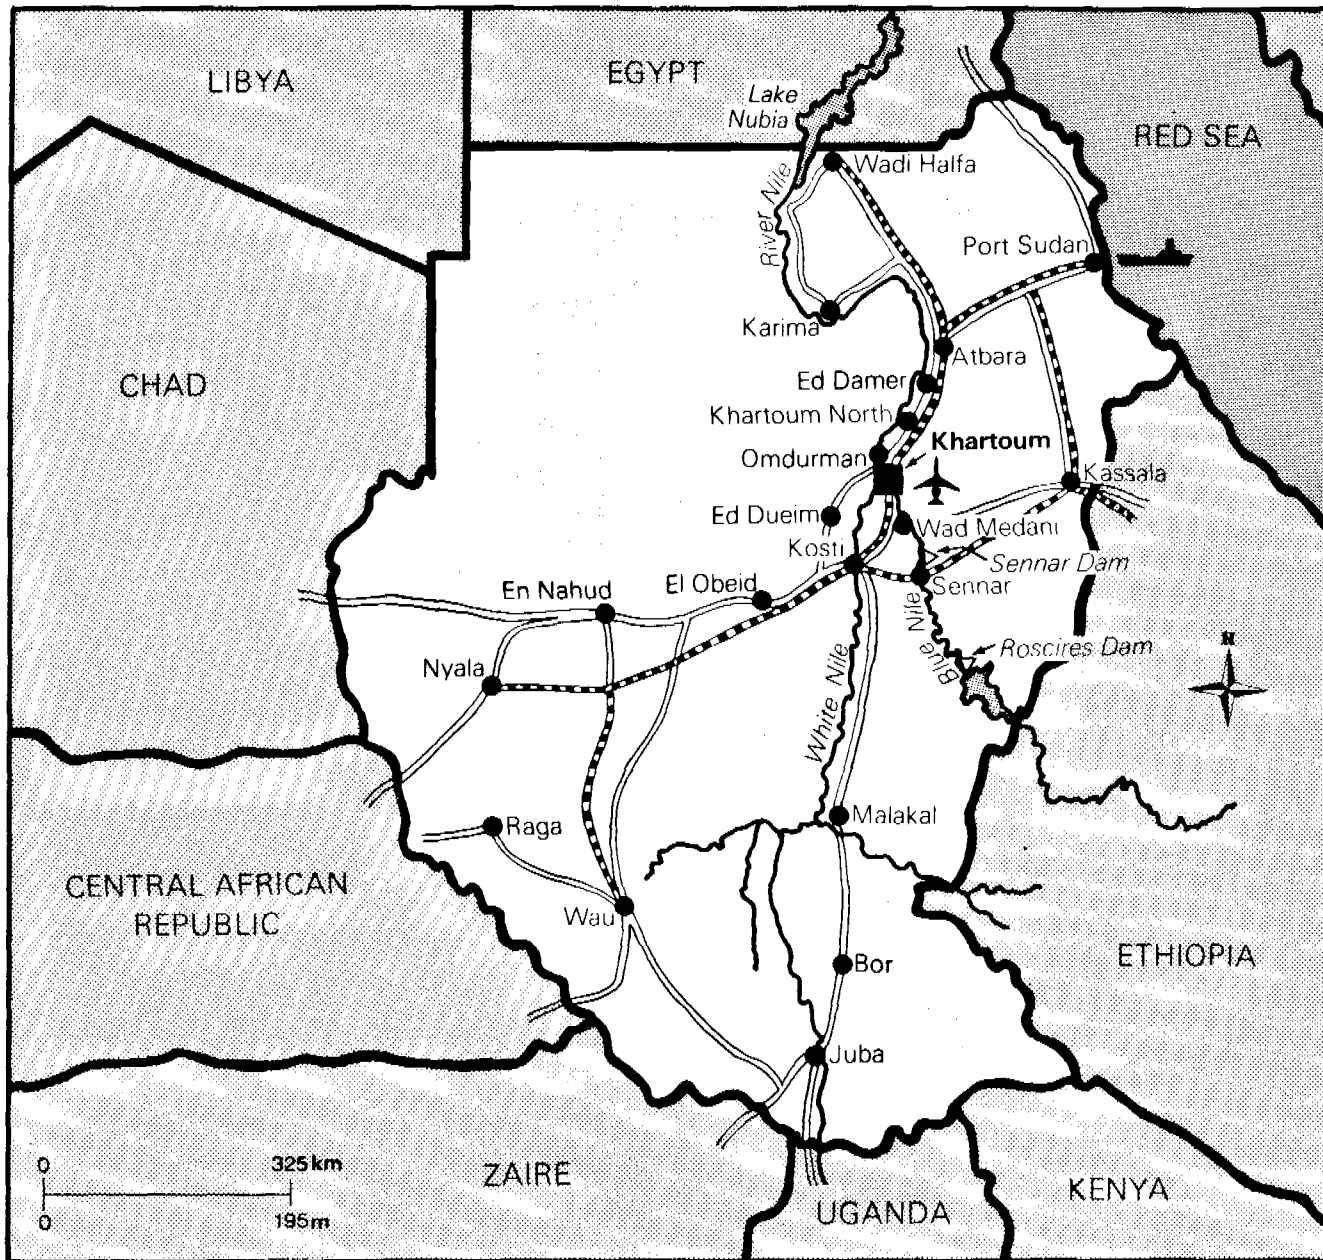 LIBYA
EGYPT
Lake
Nubia
RED SEA
Wadi Halfa
River Nile
Port Sudan
Karima
Atbara
CHAD
Ed Damer
Khartoum North
Khartoum
Omdurman
Kassala
Ed Dueim
Wad Medani
Kosti
Sennar Dam
En Nahud
El Obeid
Sennar
Blue Nile
Roscires Dam
N
Nyala
White Nile
Malakal
Raga
CENTRAL AFRICAN
REPUBLIC
Wau
ETHIOPIA
Bor
Juba
0
325km
ZAIRE
KENYA
0
195m
UGANDA